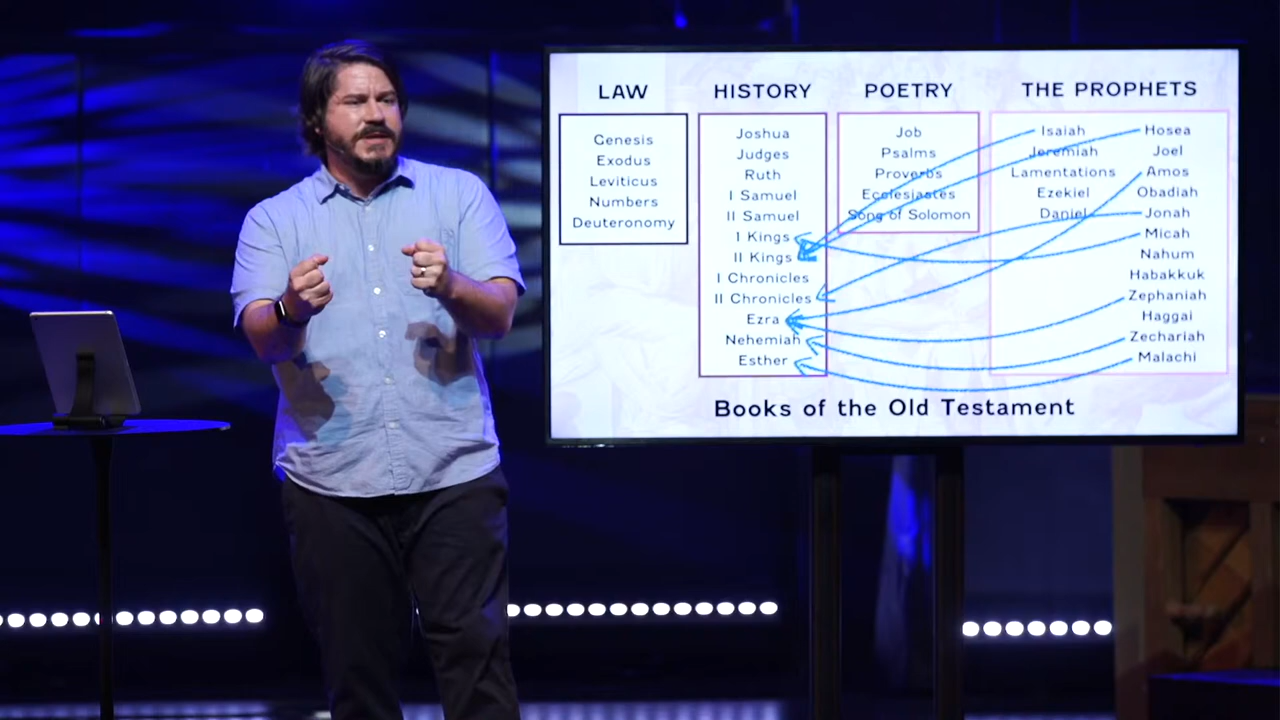 LAW
Genesis
Exodus
Leviticus
Numbers
Deuteronomy
HISTORY
Joshua
Judges
Ruth
I Samuel
II Samuel
I Kings
II Kings
I Chronicles
II Chronicles
Ezra
Nehemiah
Esther
POETRY
Job
Psalms
Proverbs
Ecclesiastes
Song of Solomon
THE PROPHETS
Isaiah
Jeremiah
Lamentations
Ezekiel
Daniel
Hosea
Joel
Amos
Obadiah
Jonah
Micah
Nahum
Habakkuk
Zephaniah
Haggai
Zechariah
Malachi
Books of the Old Testament